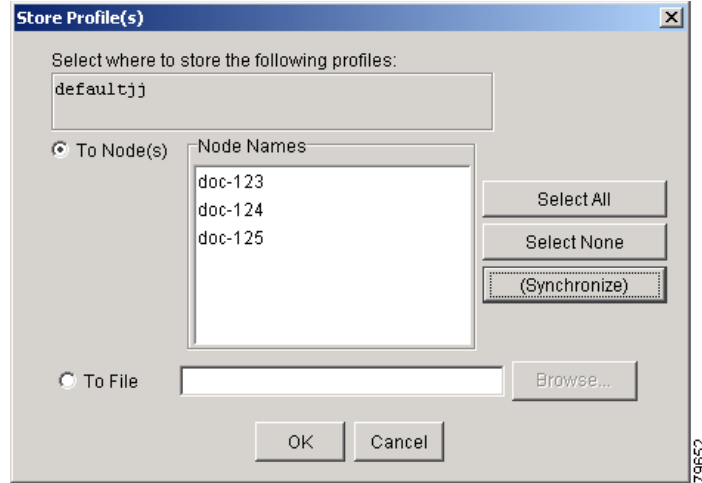 Store Profile(s)
Select where to store the following profiles:
defaultjj
To Node(s)
Node Names
doc-123
doc-124
doc-125
Select All
Select None
(Synchronize)
To File
Browse...
OK
Cancel
79652